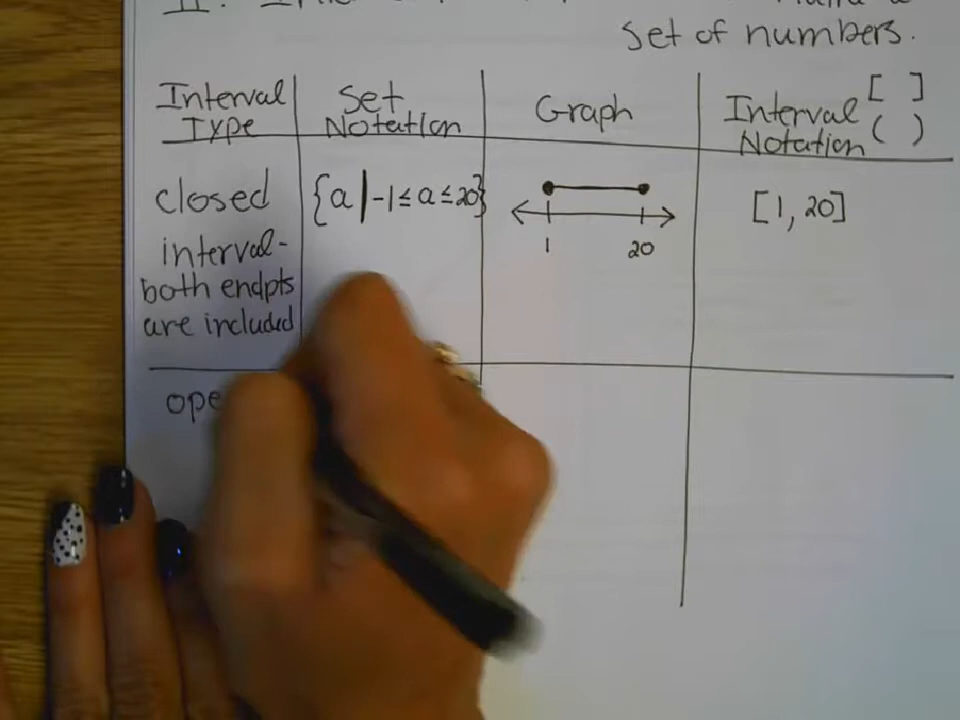 set of numbers.
Interval Type
Set Notation
Graph
Interval Notation [ ] ( )
closed interval - both endpts are included
{a | -1 ≤ a ≤ 20}
1 20
[1, 20]
ope